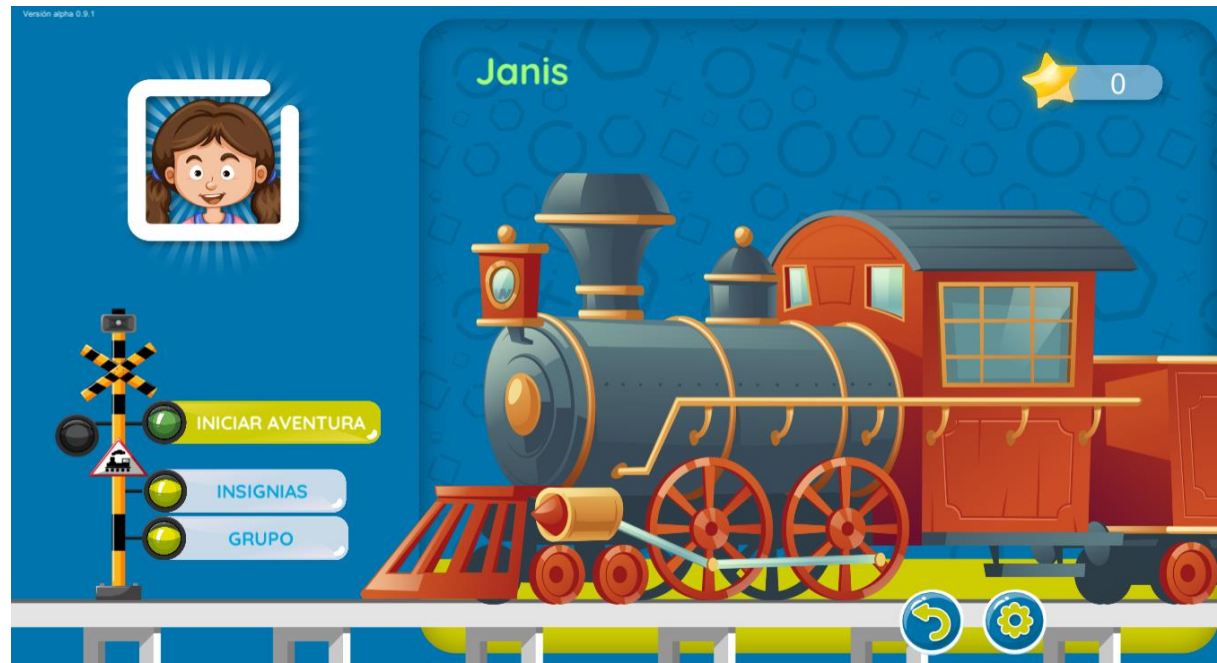 Versión alpha 0.9.1
Janis
0
INICIAR AVENTURA
INSIGNIAS
GRUPO